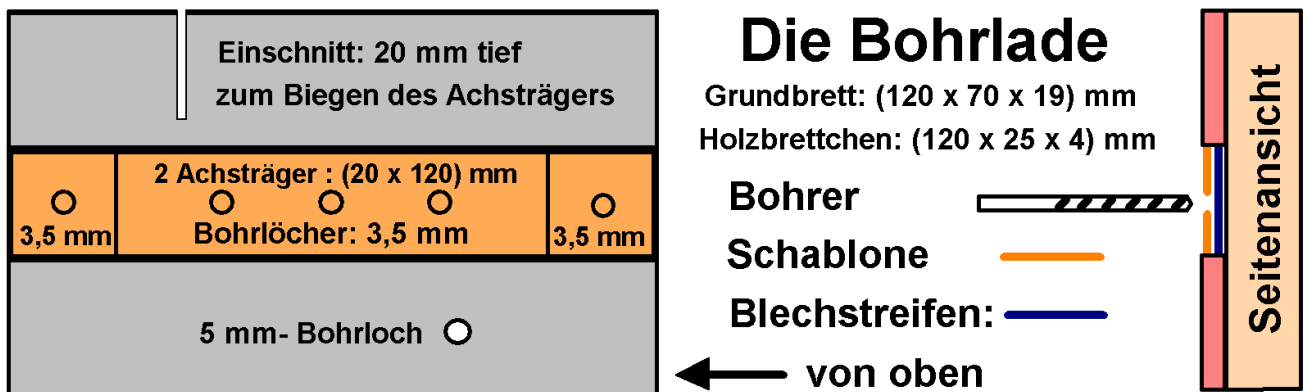 Einschnitt: 20 mm tief
zum Biegen des Achsträgers
2 Achsträger : (20 x 120) mm
3,5 mm
Bohrlöcher: 3,5 mm
3,5 mm
5 mm- Bohrloch
Die Bohrlade
Grundbrett: (120 x 70 x 19) mm
Holzbrettchen: (120 x 25 x 4) mm
Bohrer
Schablone
Blechstreifen:
von oben
Seitenansicht